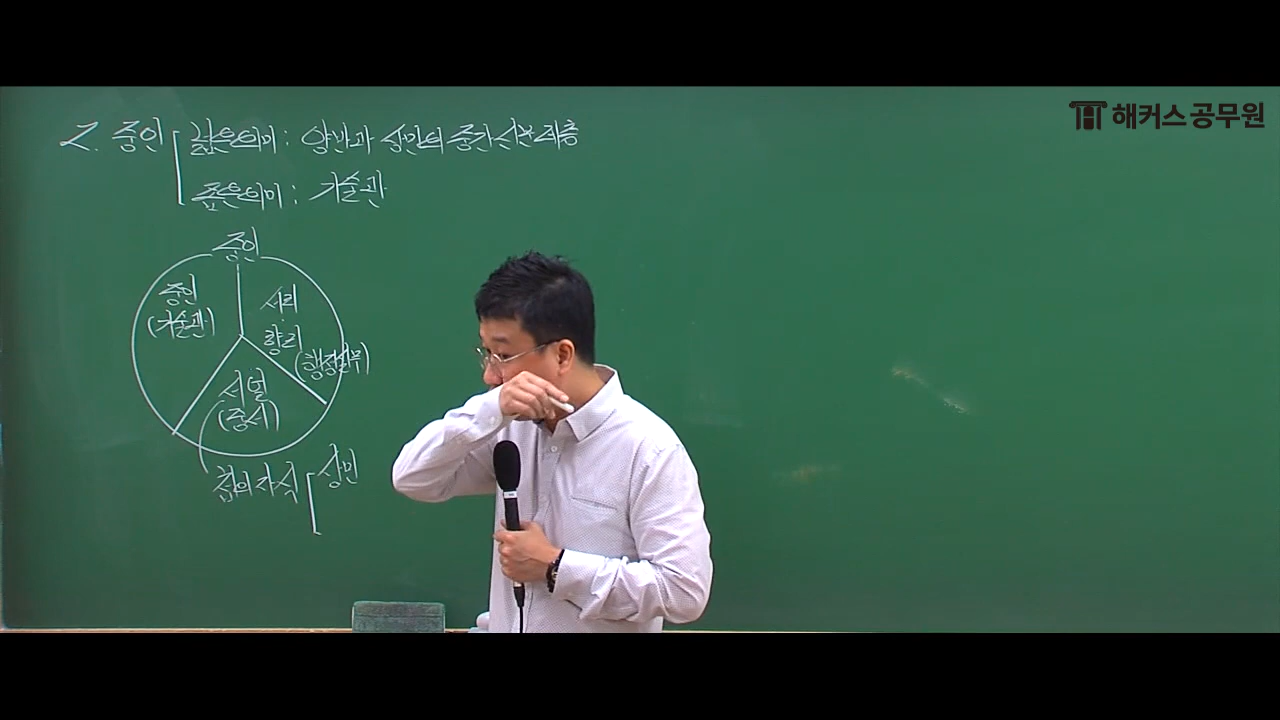 해커스공무원
2. 중인 넓은의미 : 양반과 상민의 중간 신분 계층
좁은의미 : 기술관
중인
중인
(기술관)
서리
향리
(행정실무)
서얼
(중서)
첩의 자식
상민